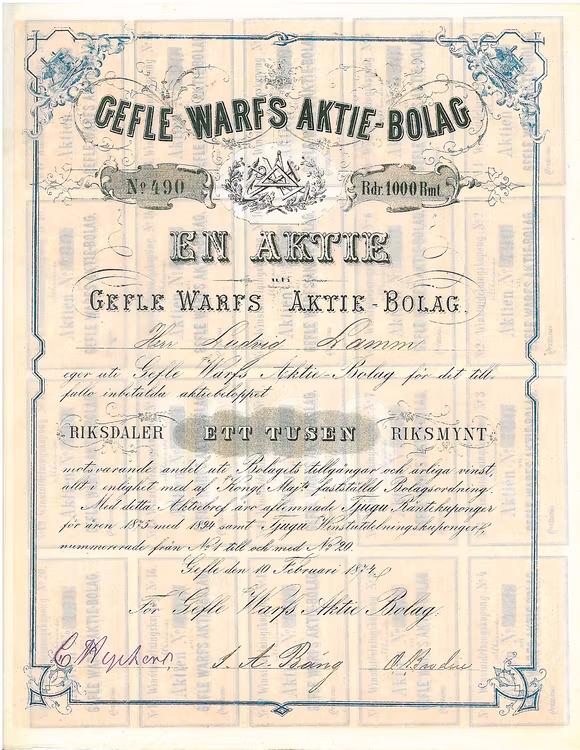 GEFLE WARFS AKTIE-BOLAG
No 490
Rdr. 1000 Rmt.
EN AKTIE
uti
GEFLE WARFS AKTIE-BOLAG.
Herr Ludvig Lamm
eger uti Gefle Warfs Aktie-Bolag för det till-
fullo inbetalda aktiebeloppet
RIKSDALER ETT TUSEN RIKSMYNT,
motsvarande andel uti Bolagets tillgångar och årliga vinst,
allt i enlighet med af Kongl. Maj:t fastställd Bolagsordning.
Med detta Aktiebref äro aflemnade Tjugu Räntekuponger
för åren 1875 med 1894 samt Tjugu Vinstutdelningskuponger,
nummererade från No 1 till och med No 20.
Gefle den 10 Februari 1874.
För Gefle Warfs Aktie Bolag.
J. A. Bäng